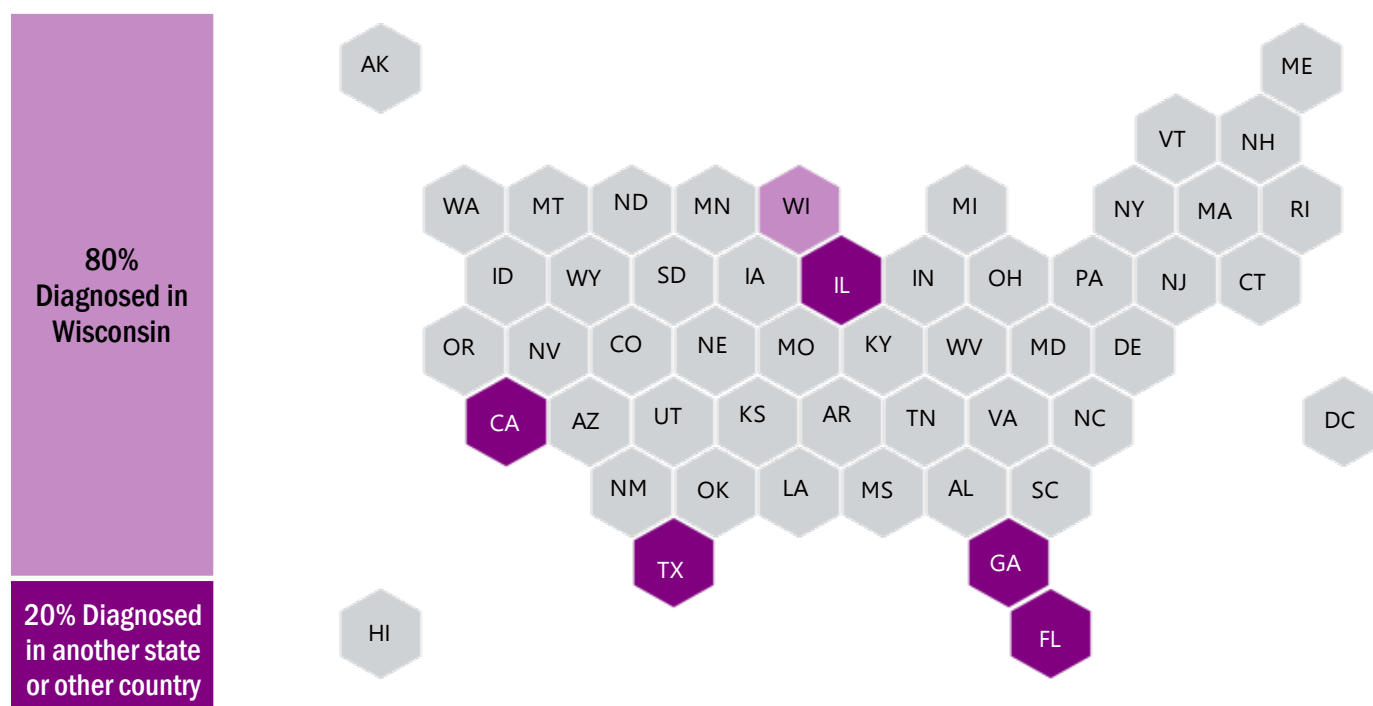 80%
Diagnosed in
Wisconsin
20% Diagnosed
in another state
or other country
AK
ME
VT NH
WA MT ND MN WI MI NY MA RI
ID WY SD IA IL IN OH PA NJ CT
OR NV CO NE MO KY WV MD DE
CA AZ UT KS AR TN VA NC DC
NM OK LA MS AL SC
TX GA
HI FL